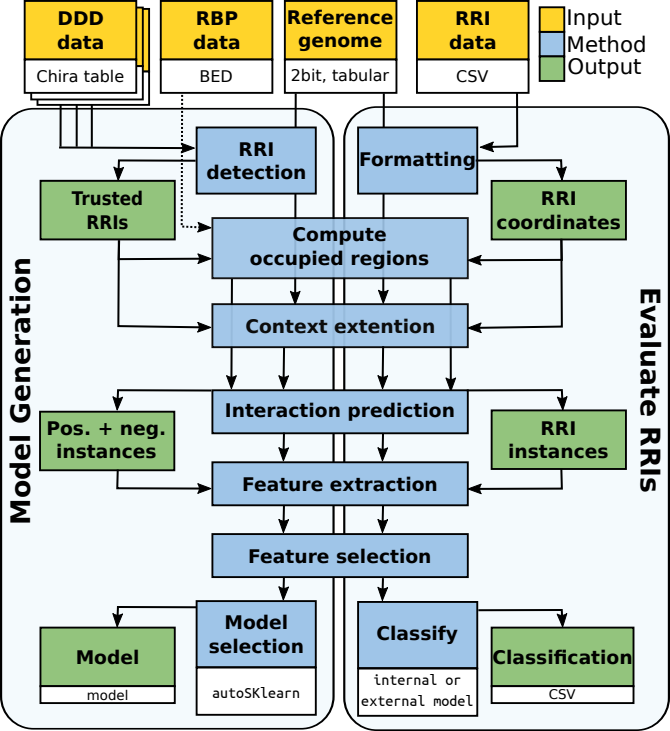 DDD
data
Chira table
RBP
data
BED
Reference
genome
2bit, tabular
RRI
data
CSV
Input
Method
Output
RRI
detection
Formatting
Trusted
RRIs
RRI
coordinates
Compute
occupied regions
Context extention
Model Generation
Evaluate RRIs
Interaction prediction
Pos. + neg.
instances
RRI
instances
Feature extraction
Feature selection
Model
selection
autoSKlearn
Classify
internal or
external model
Model
model
Classification
CSV